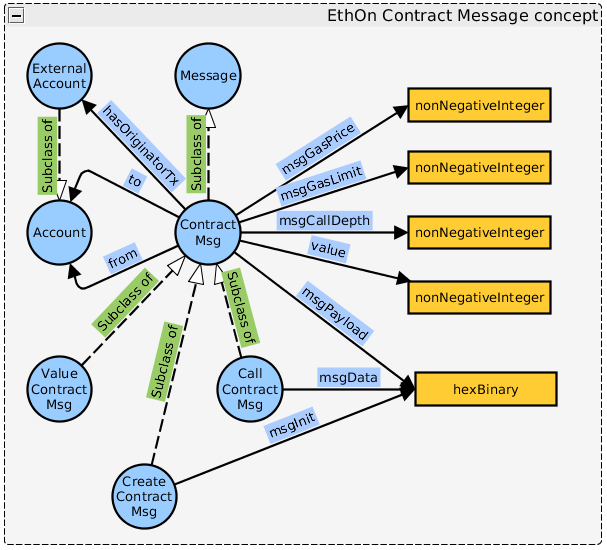 EthOn Contract Message concept
External
Account
Message
hasOriginatorTx
Subclass of
Subclass of
msgGasPrice
nonNegativeInteger
msgGasLimit
nonNegativeInteger
to
Account
Contract
Msg
msgCallDepth
nonNegativeInteger
from
value
nonNegativeInteger
Subclass of
Subclass of
Subclass of
msgPayload
Value
Contract
Msg
Call
Contract
Msg
msgData
hexBinary
msgInit
Create
Contract
Msg